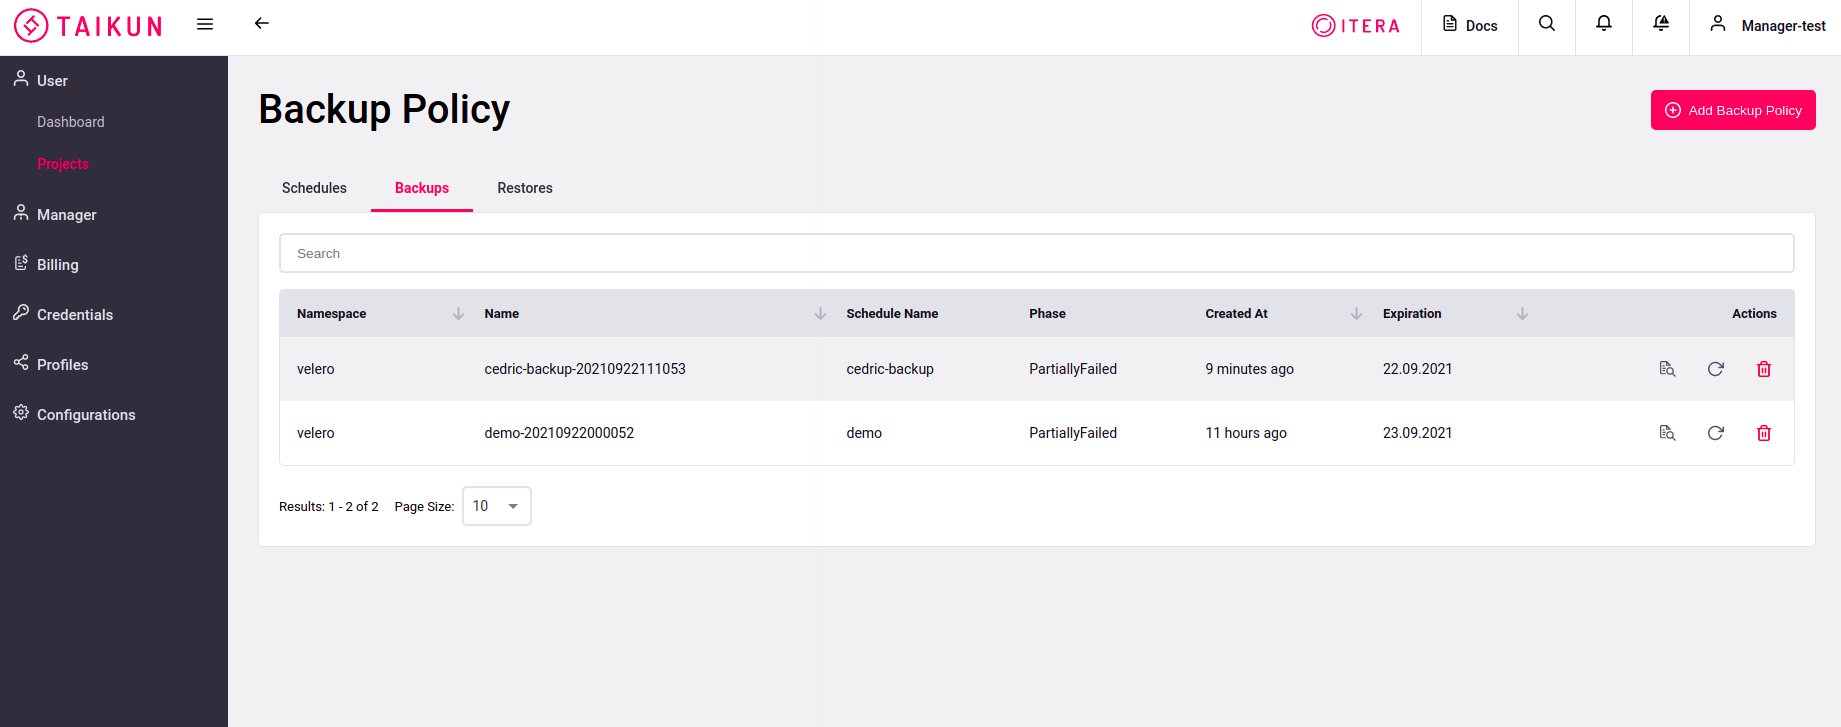 TAIKUN
ITERA
Docs
Manager-test
User
Dashboard
Projects
Manager
Billing
Credentials
Profiles
Configurations
Backup Policy
Add Backup Policy
Schedules Backups Restores
Search
Namespace Name Schedule Name Phase Created At Expiration Actions
velero cedric-backup-20210922111053 cedric-backup PartiallyFailed 9 minutes ago 22.09.2021
velero demo-20210922000052 demo PartiallyFailed 11 hours ago 23.09.2021
Results: 1 - 2 of 2 Page Size: 10